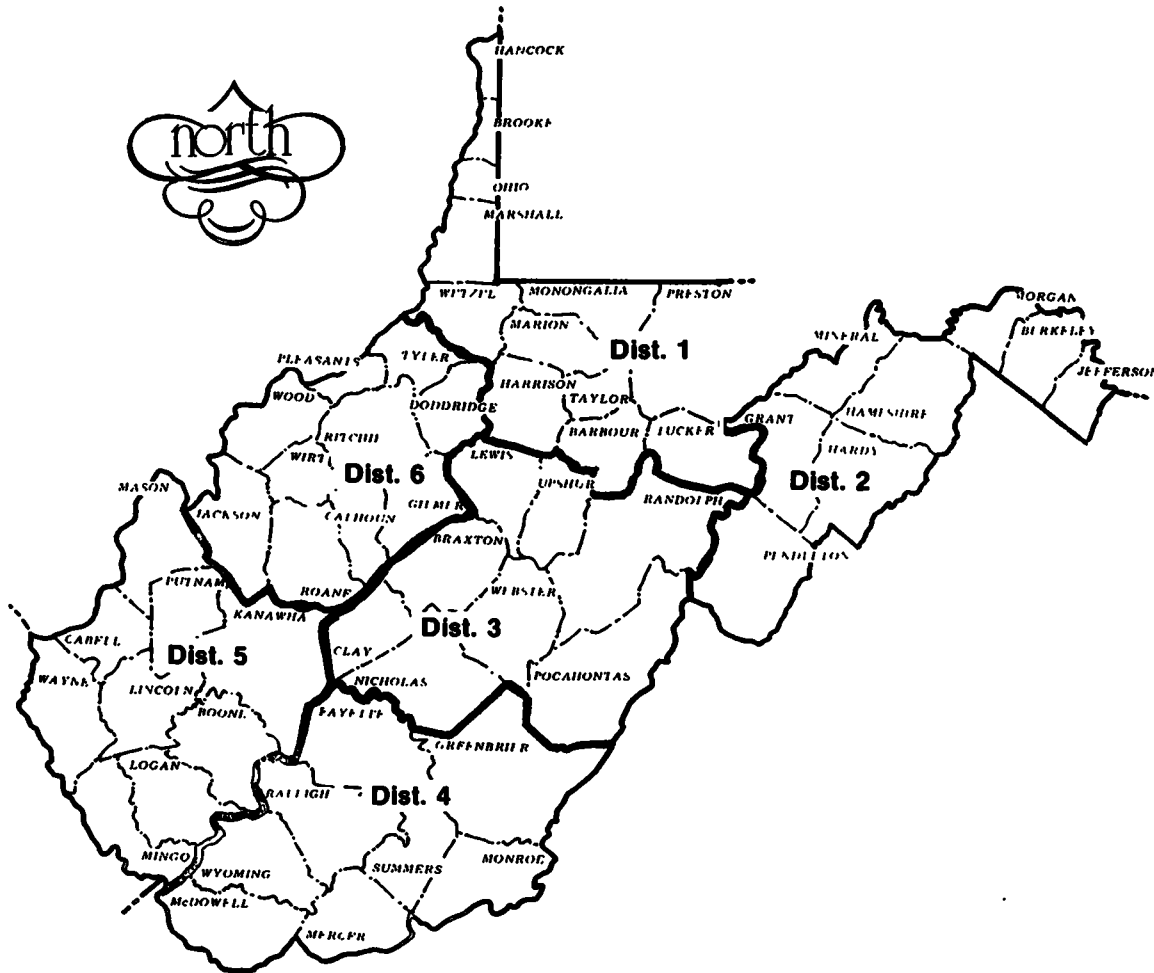 HANCOCK
north
BROOKE
OHIO
MARSHALL
WETZEL
MONONGALIA
PRESTON
MORGAN
MARION
BERKELEY
MINERAL
Dist. 1
TYLER
PLEASANTS
JEFFERSON
HARRISON
WOOD
TAYLOR
DODDRIDGE
HAMPSHIRE
GRANT
BARBOUR
TUCKER
RITCHIE
LEWIS
HARDY
WIRT
Dist. 6
Dist. 2
UPSHUR
MASON
RANDOLPH
GILMER
JACKSON
CALHOUN
BRAXTON
PENDLETON
PUTNAM
ROANE
WEBSTER
KANAWHA
Dist. 3
CABELL
CLAY
Dist. 5
POCAHONTAS
WAYNE
NICHOLAS
LINCOLN
FAYETTE
BOONE
GREENBRIER
LOGAN
RALEIGH
Dist. 4
MINGO
MONROE
SUMMERS
WYOMING
McDOWELL
MERCER